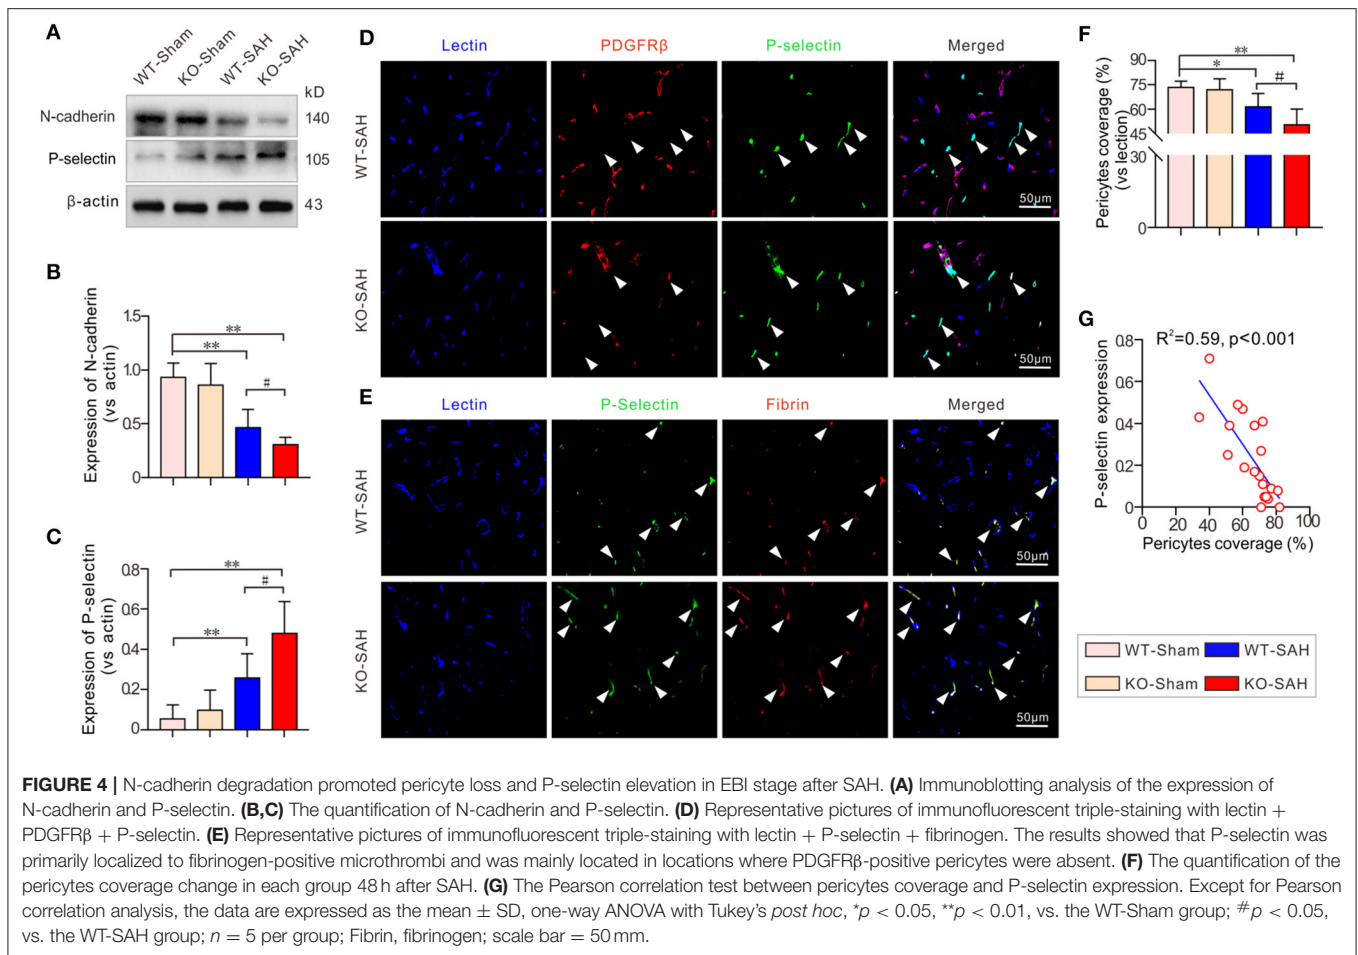 A
WT-Sham
KO-Sham
WT-SAH
KO-SAH
kD
N-cadherin
140
P-selectin
105
β-actin
43
B
Expression of N-cadherin
(vs actin)
1.5
1.0
0.5
0
**
**
#
C
Expression of P-selectin
(vs actin)
0.8
0.6
0.4
0.2
0
**
#
**
D
Lectin PDGFRβ P-selectin Merged
WT-SAH
50μm
KO-SAH
50μm
E
Lectin P-Selectin Fibrin Merged
WT-SAH
50μm
KO-SAH
50μm
F
Pericytes coverage (%)
(vs lection)
90
75
60
45
30
0
**
*
#
G
R²=0.59, p<0.001
P-selectin expression
0.8
0.6
0.4
0.2
0
0 20 40 60 80 100
Pericytes coverage (%)
WT-Sham WT-SAH
KO-Sham KO-SAH
FIGURE 4 | N-cadherin degradation promoted pericyte loss and P-selectin elevation in EBI stage after SAH. (A) Immunoblotting analysis of the expression of
N-cadherin and P-selectin. (B,C) The quantification of N-cadherin and P-selectin. (D) Representative pictures of immunofluorescent triple-staining with lectin +
PDGFRβ + P-selectin. (E) Representative pictures of immunofluorescent triple-staining with lectin + P-selectin + fibrinogen. The results showed that P-selectin was
primarily localized to fibrinogen-positive microthrombi and was mainly located in locations where PDGFRβ-positive pericytes were absent. (F) The quantification of the
pericytes coverage change in each group 48 h after SAH. (G) The Pearson correlation test between pericytes coverage and P-selectin expression. Except for Pearson
correlation analysis, the data are expressed as the mean ± SD, one-way ANOVA with Tukey's post hoc, *p < 0.05, **p < 0.01, vs. the WT-Sham group; #p < 0.05,
vs. the WT-SAH group; n = 5 per group; Fibrin, fibrinogen; scale bar = 50 mm.